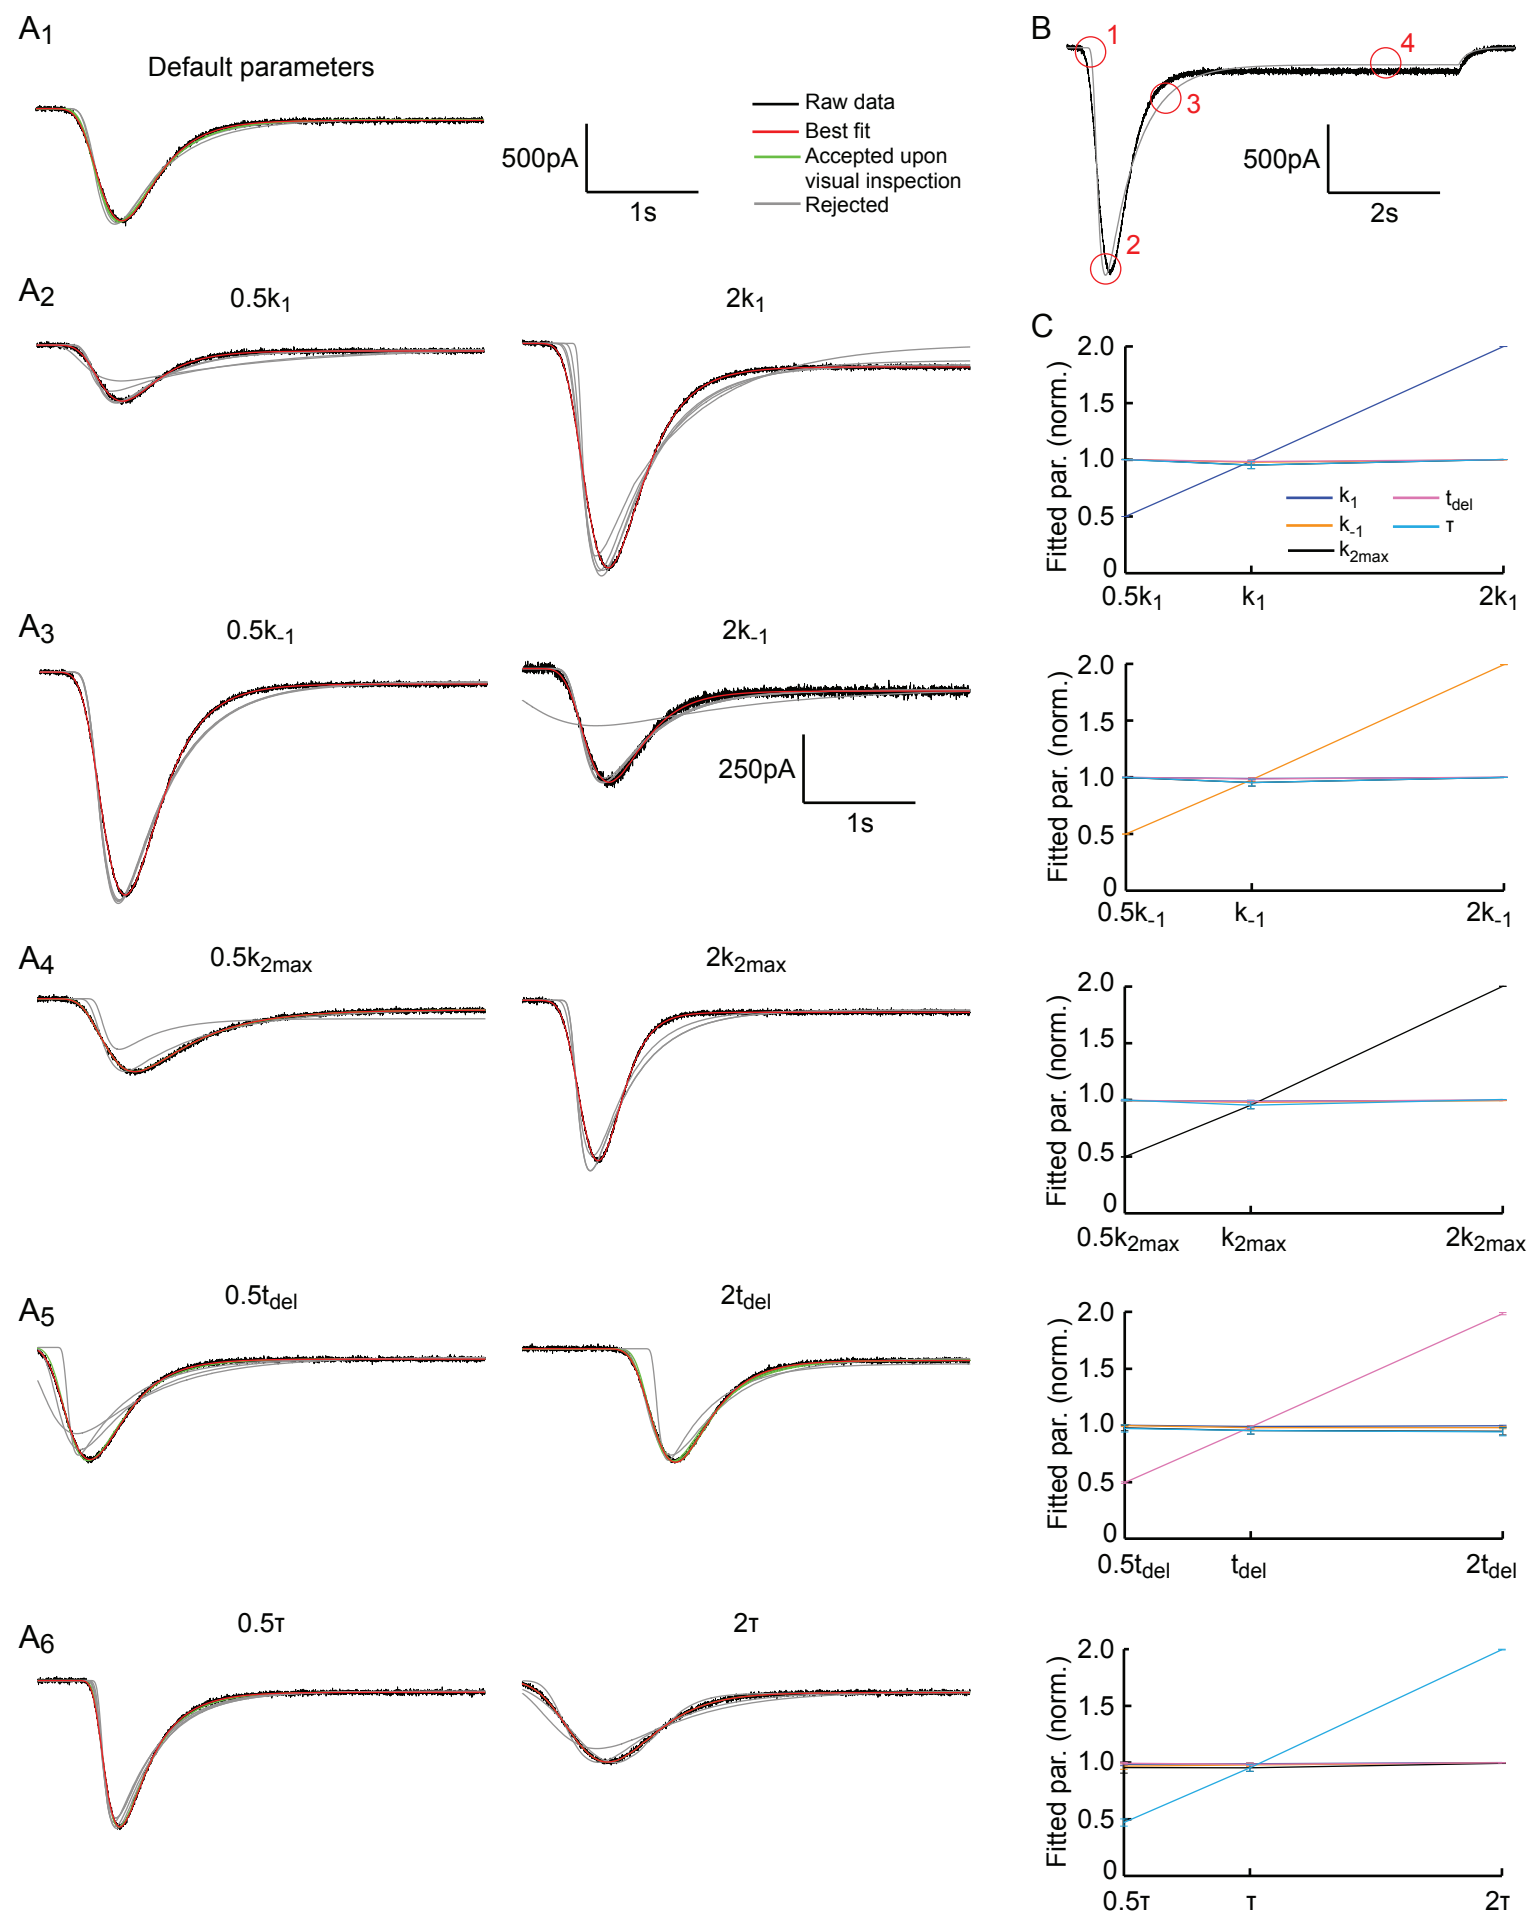 A1
Default parameters
500pA
1s
Raw data
Best fit
Accepted upon
visual inspection
Rejected
B
1
2
3
4
500pA
2s
A2
0.5k1
2k1
A3
0.5k-1
2k-1
250pA
1s
A4
0.5k2max
2k2max
A5
0.5tdel
2tdel
A6
0.5τ
2τ
C
Fitted par. (norm.)
2.0
1.5
1.0
0.5
0
k1
k-1
k2max
tdel
τ
0.5k1
k1
2k1
Fitted par. (norm.)
2.0
1.5
1.0
0.5
0
0.5k-1
k-1
2k-1
Fitted par. (norm.)
2.0
1.5
1.0
0.5
0
0.5k2max
k2max
2k2max
Fitted par. (norm.)
2.0
1.5
1.0
0.5
0
0.5tdel
tdel
2tdel
Fitted par. (norm.)
2.0
1.5
1.0
0.5
0
0.5τ
τ
2τ